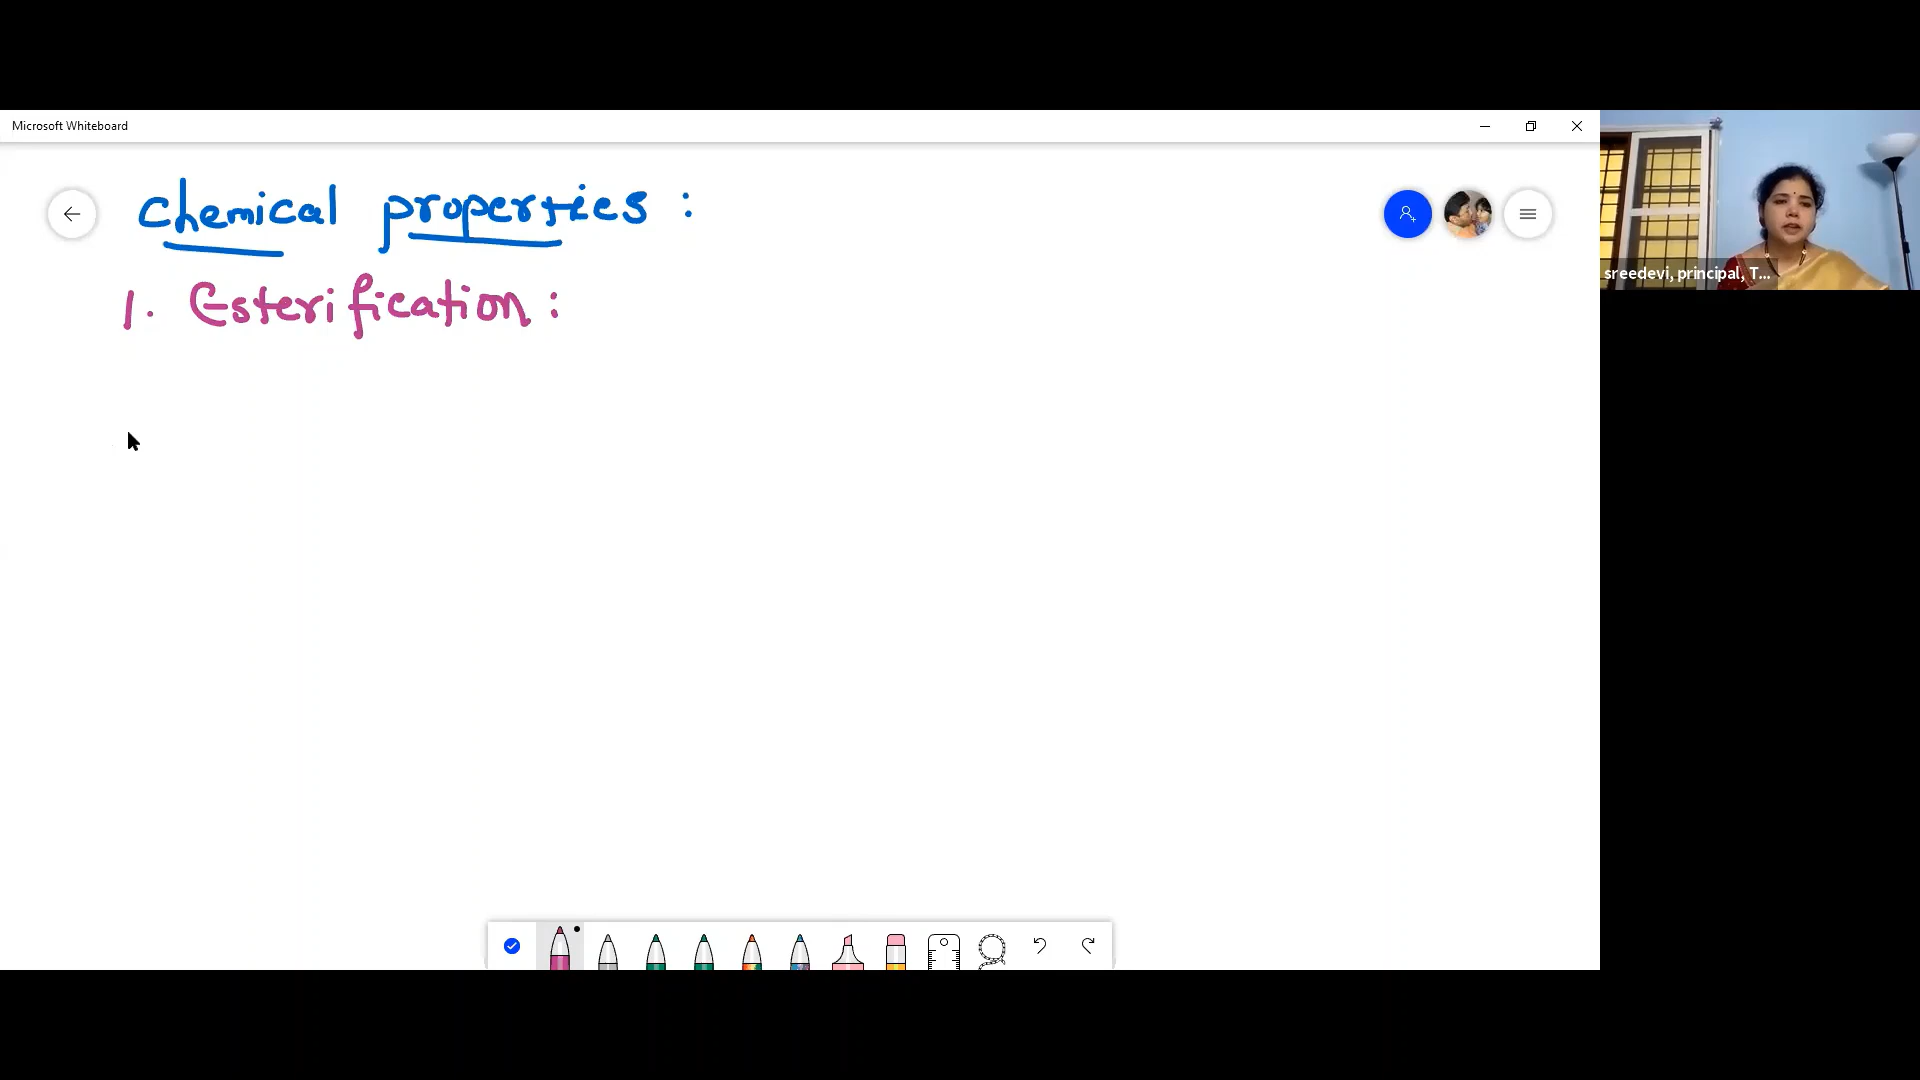 Microsoft Whiteboard
chemical properties :
1. Esterification :
sreedevi, principal, T...